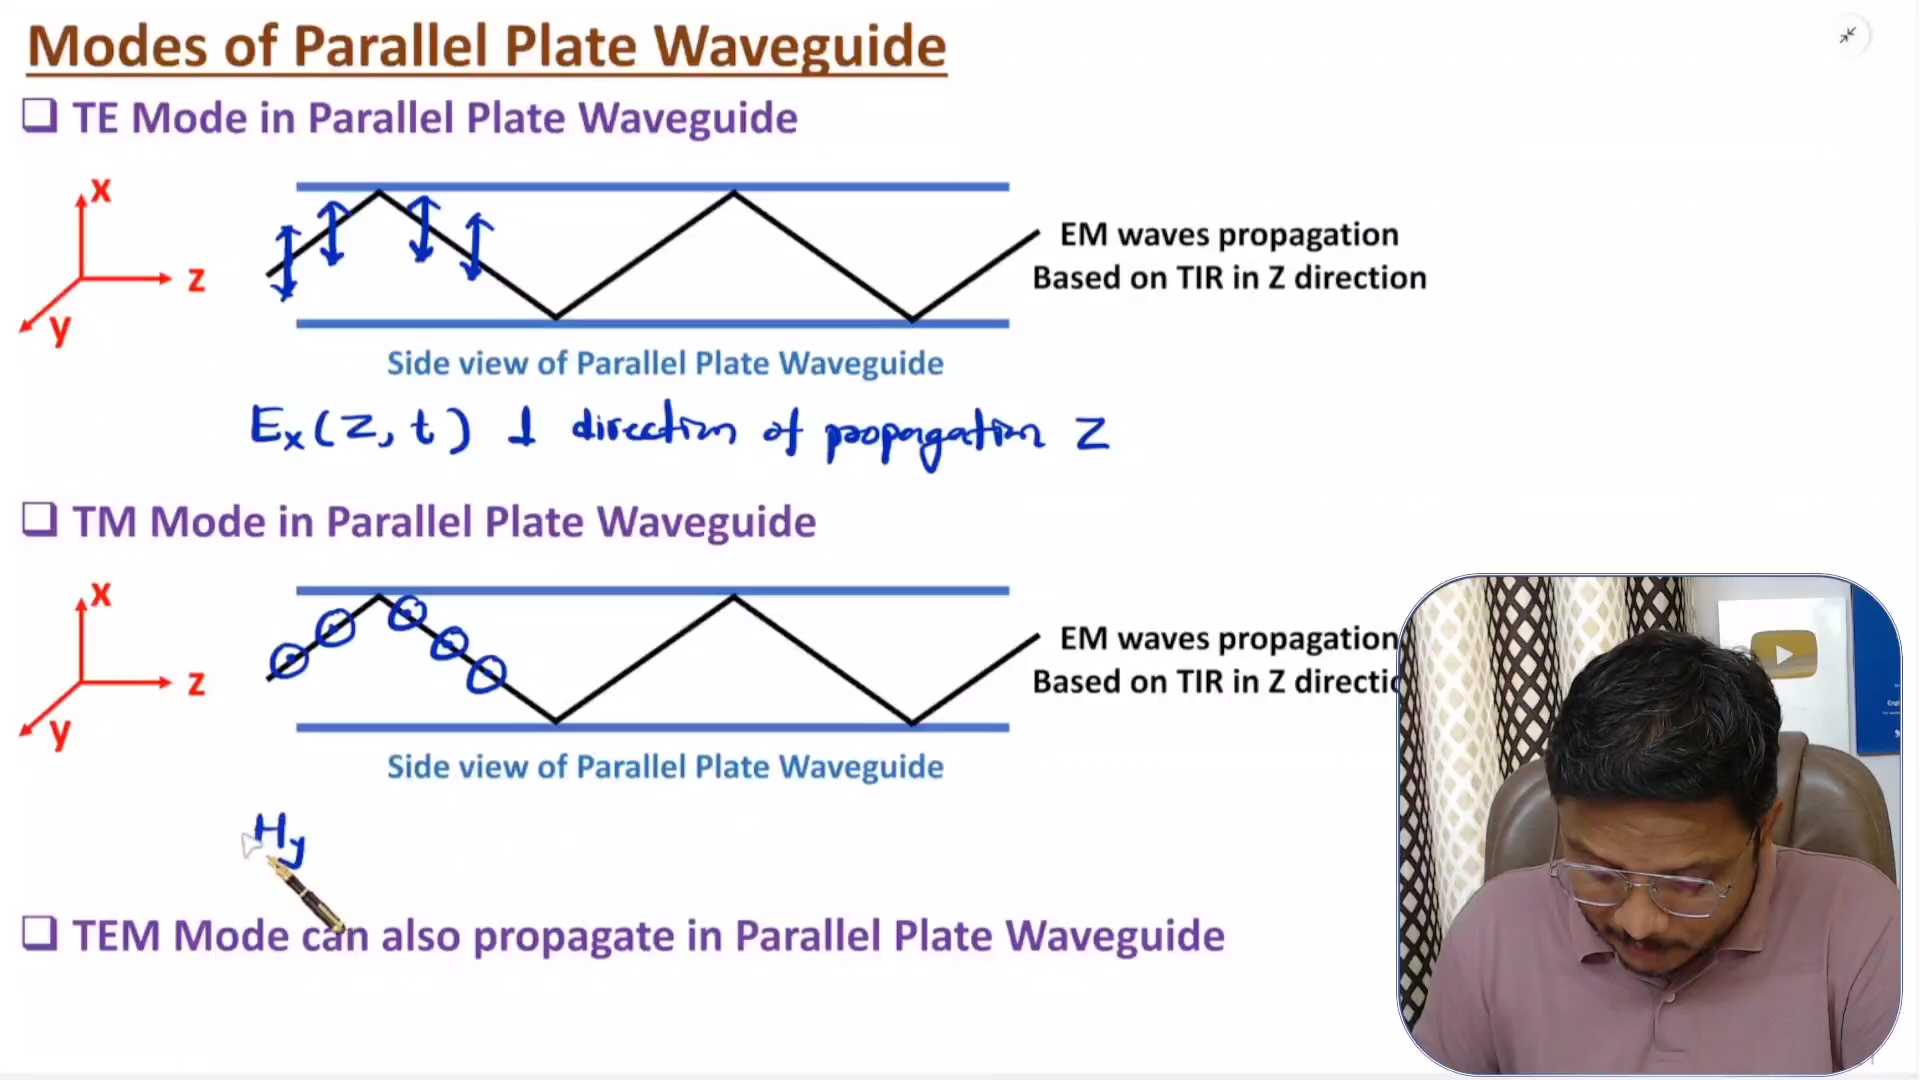 Modes of Parallel Plate Waveguide
TE Mode in Parallel Plate Waveguide
x
z
y
EM waves propagation
Based on TIR in Z direction
Side view of Parallel Plate Waveguide
Ex(z, t) ⊥ direction of propagation z
TM Mode in Parallel Plate Waveguide
x
z
y
EM waves propagation
Based on TIR in Z directio
Side view of Parallel Plate Waveguide
Hy
TEM Mode can also propagate in Parallel Plate Waveguide